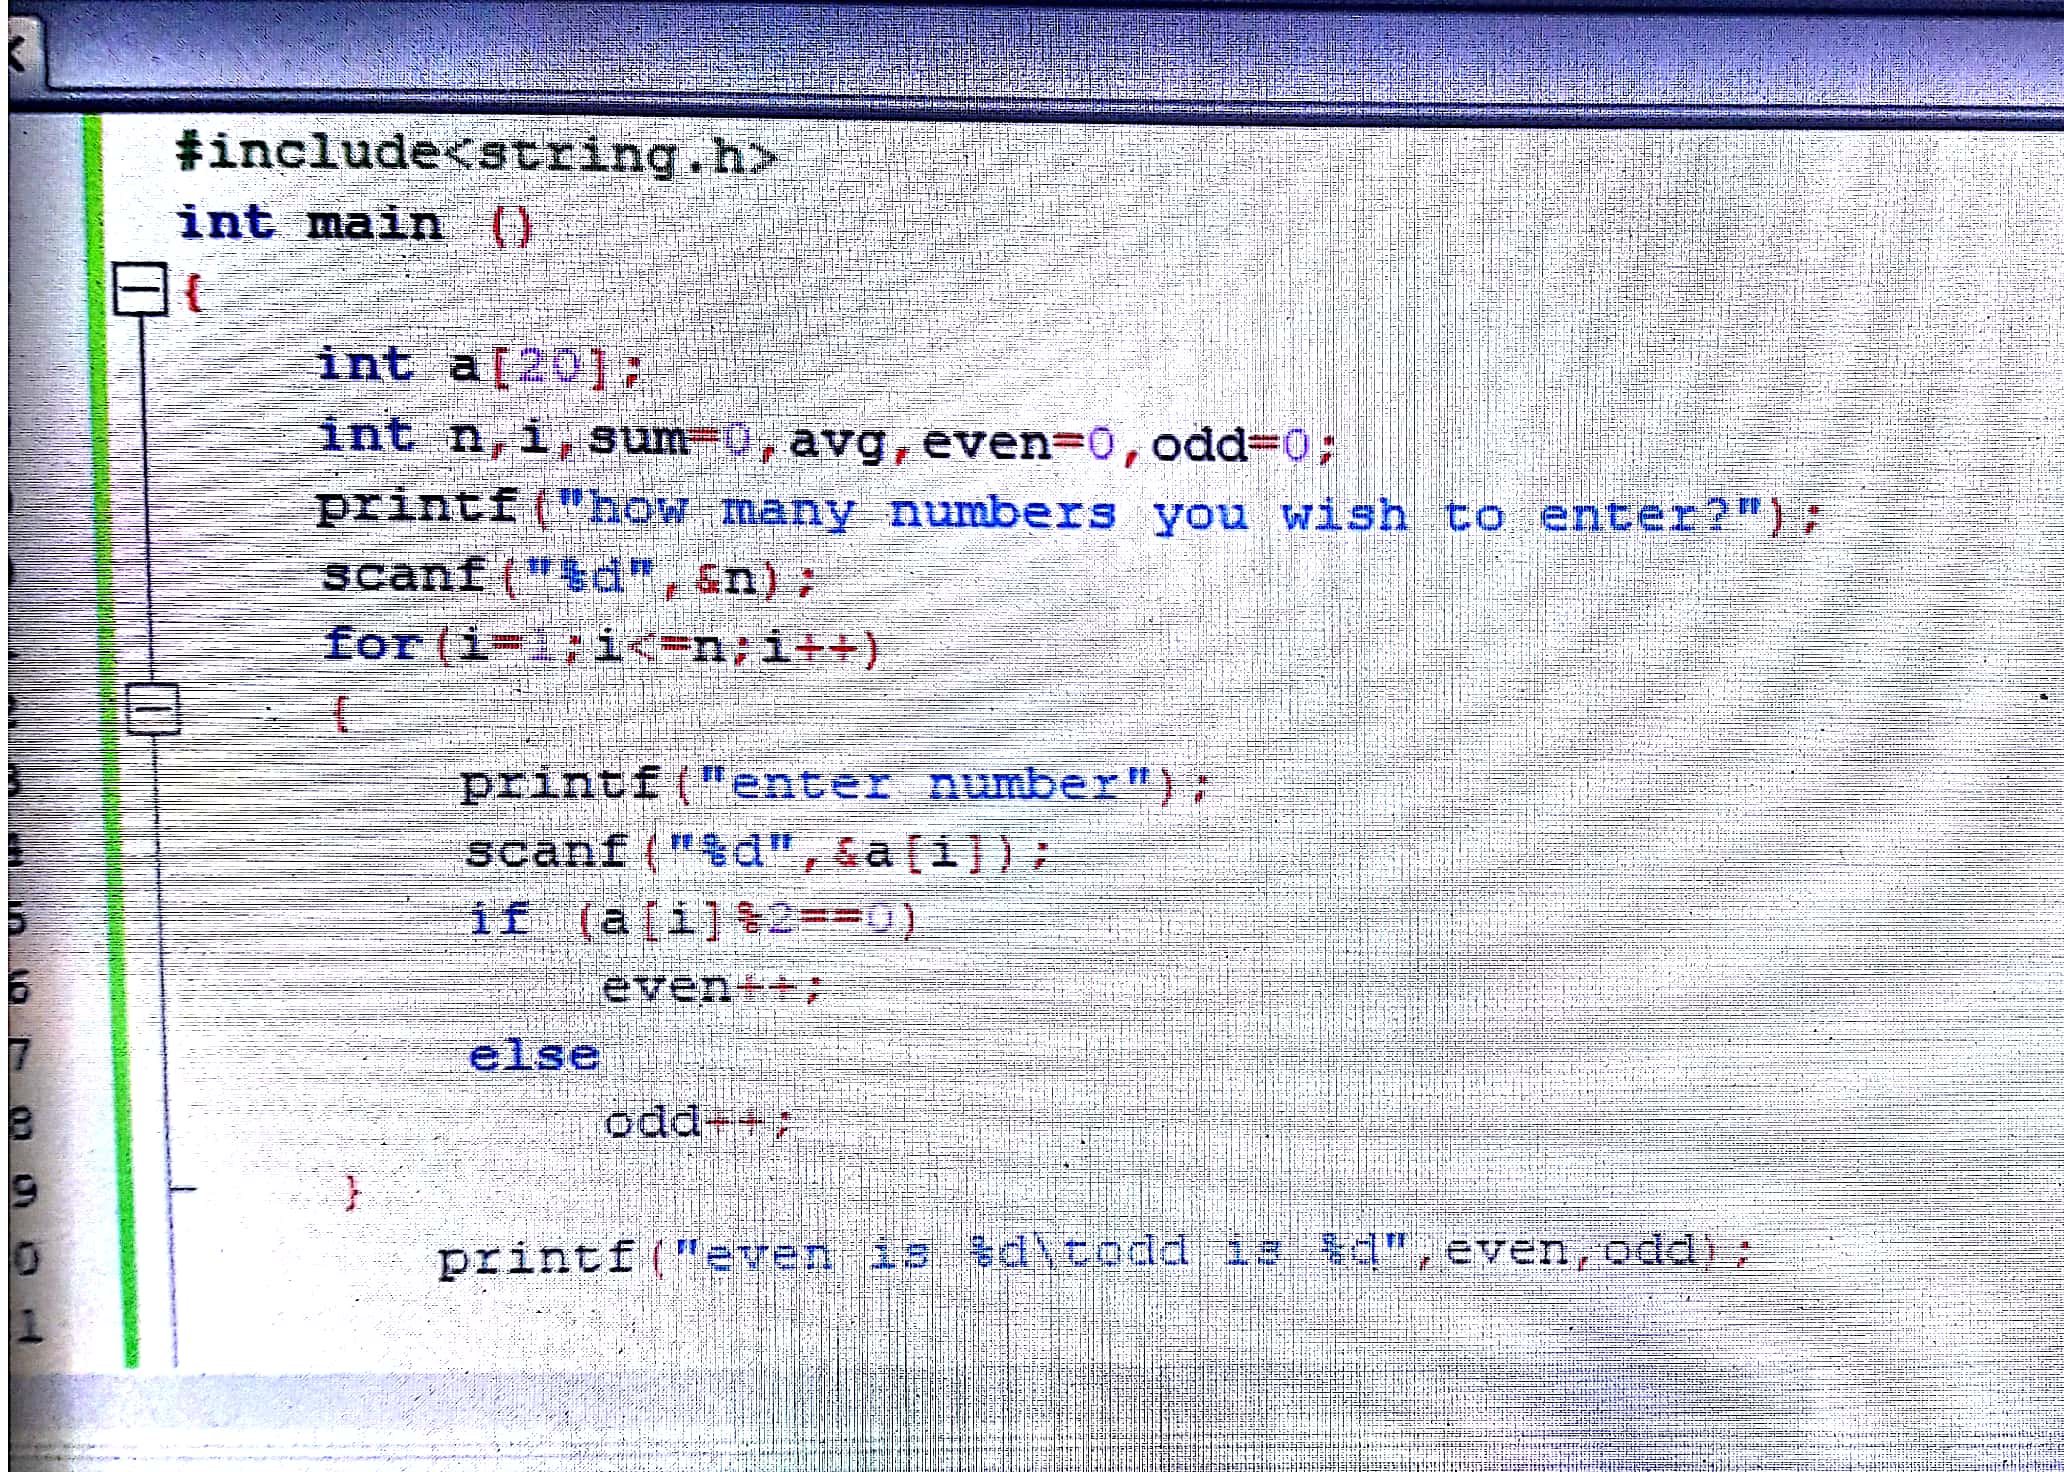 #include<string.h>
int main ()
{
int a[20];
int n,i,sum=0,avg,even=0,odd=0;
printf("how many numbers you wish to enter?");
scanf("%d",&n);
for(i=1;i<=n;i++)
{
printf("enter number");
scanf("%d",&a[i]);
5 if (a[i]%2==0)
6 even++;
7 else
8 odd++;
9 }
0 printf("even is %d\todd is %d",even,odd);
1